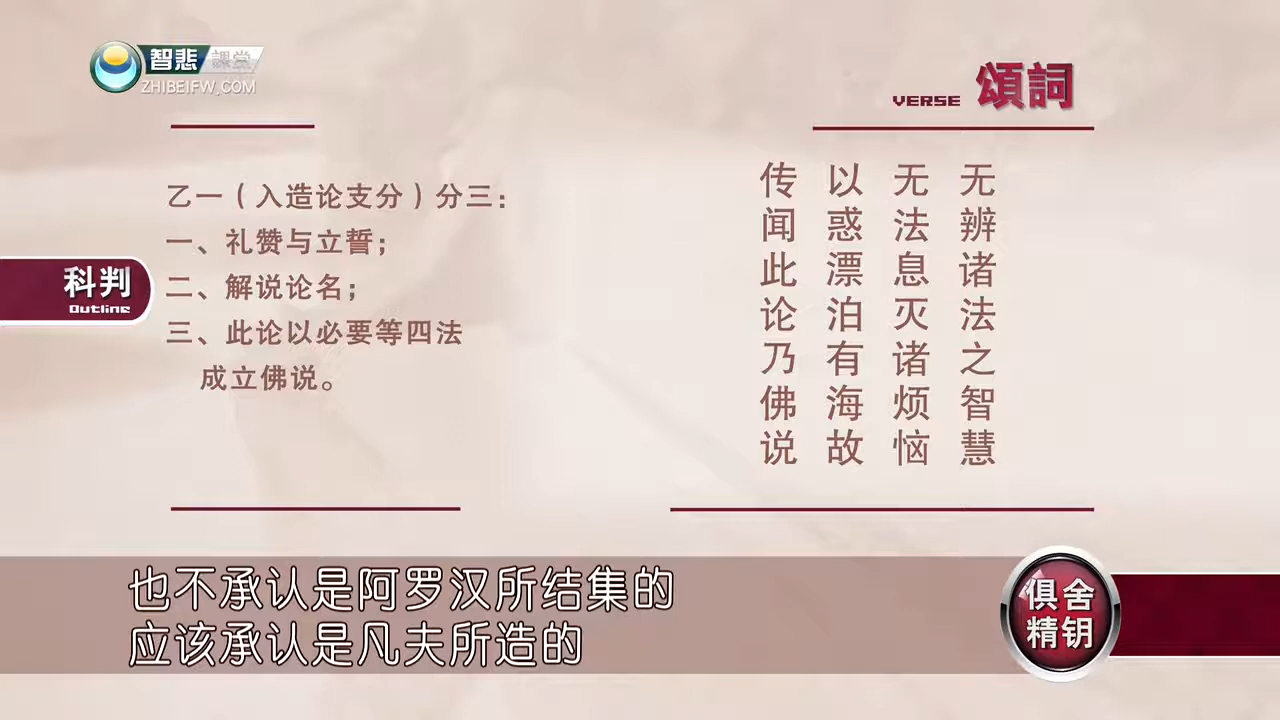 智悲課堂
ZHIBEIFW.COM
VERSE 頌詞
乙一（入造论支分）分三：
一、礼赞与立誓；
二、解说论名；
三、此论以必要等四法
成立佛说。
科判
Outline
无辨诸法之智慧
无法息灭诸烦恼
以惑漂泊有海故
传闻此论乃佛说
也不承认是阿罗汉所结集的
应该承认是凡夫所造的
俱舍
精钥